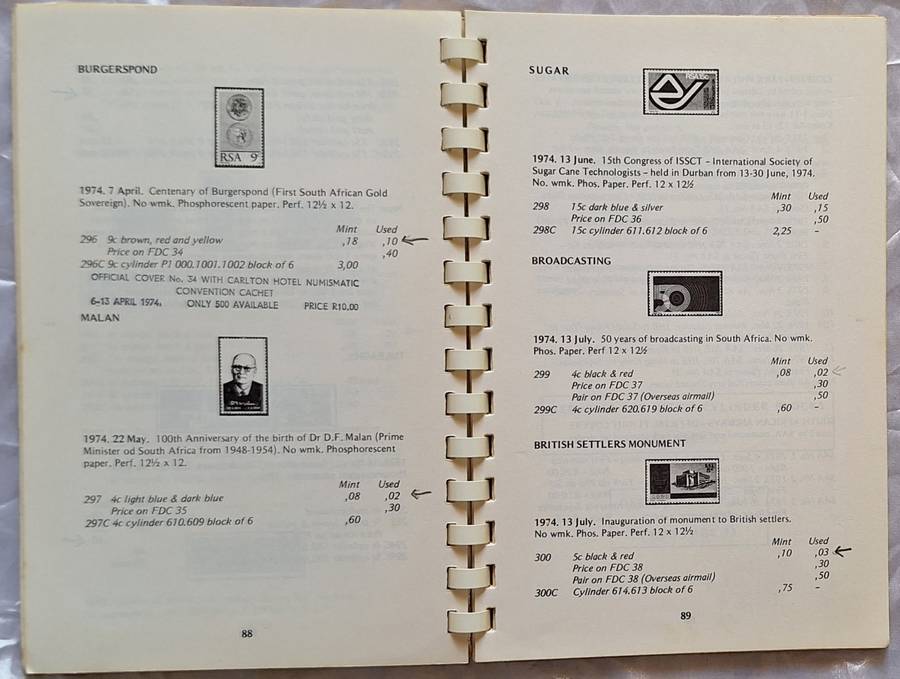 BURGERSPOND
RSA 9c
1974. 7 April. Centenary of Burgerspond (First South African Gold
Sovereign). No wmk. Phosphorescent paper. Perf. 12½ x 12.
Mint Used
296 9c brown, red and yellow ,18 ,10
Price on FDC 34 ,40
296C 9c cylinder P1 000.1001.1002 block of 6 3,00
OFFICIAL COVER No. 34 WITH CARLTON HOTEL NUMISMATIC
CONVENTION CACHET
6-13 APRIL 1974. ONLY 500 AVAILABLE PRICE R10,00
MALAN
1974. 22 May. 100th Anniversary of the birth of Dr D.F. Malan (Prime
Minister od South Africa from 1948-1954). No wmk. Phosphorescent
paper. Perf. 12½ x 12.
Mint Used
297 4c light blue & dark blue ,08 ,02
Price on FDC 35 ,30
297C 4c cylinder 610.609 block of 6 ,60
88
SUGAR
RSA 15c
1974. 13 June. 15th Congress of ISSCT – International Society of
Sugar Cane Technologists – held in Durban from 13-30 June, 1974.
No. wmk. Phos. Paper. Perf. 12 x 12½
Mint Used
298 15c dark blue & silver ,30 ,15
Price on FDC 36 ,50
298C 15c cylinder 611.612 block of 6 2,25 –
BROADCASTING
50
1974. 13 July. 50 years of broadcasting in South Africa. No wmk.
Phos. Paper. Perf 12 x 12½
Mint Used
299 4c black & red ,08 ,02
Price on FDC 37 ,30
Pair on FDC 37 (Overseas airmail) ,50
299C 4c cylinder 620.619 block of 6 ,60 –
BRITISH SETTLERS MONUMENT
1974. 13 July. Inauguration of monument to British settlers.
No wmk. Phos. Paper. Perf. 12 x 12½
Mint Used
300 5c black & red ,10 ,03
Price on FDC 38 ,30
Pair on FDC 38 (Overseas airmail) ,50
300C Cylinder 614.613 block of 6 ,75 –
89